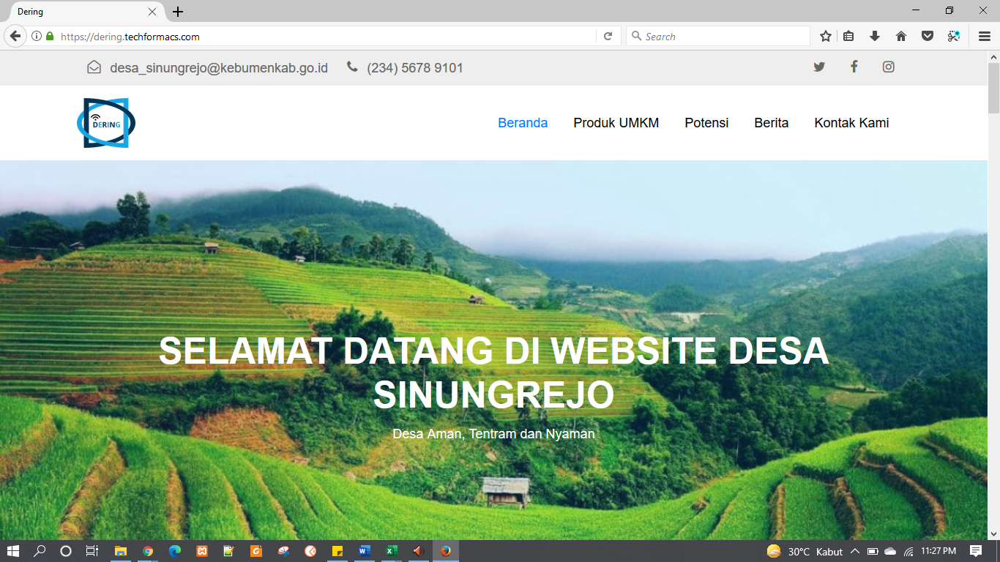 Dering
https://dering.techformacs.com
Search
desa_sinungrejo@kebumenkab.go.id
(234) 5678 9101
DERING
Beranda
Produk UMKM
Potensi
Berita
Kontak Kami
SELAMAT DATANG DI WEBSITE DESA
SINUNGREJO
Desa Aman, Tentram dan Nyaman
30°C Kabut
11:27 PM